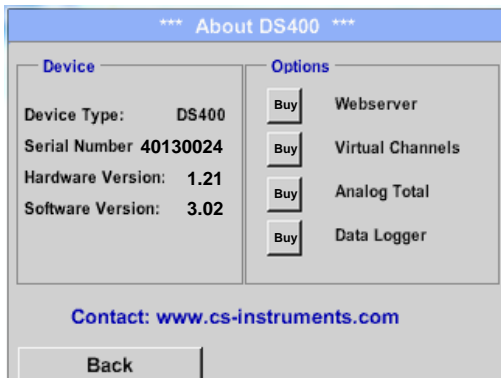 *** About DS400 ***
Device
Device Type: DS400
Serial Number 40130024
Hardware Version: 1.21
Software Version: 3.02
Options
Buy Webserver
Buy Virtual Channels
Buy Analog Total
Buy Data Logger
Contact: www.cs-instruments.com
Back